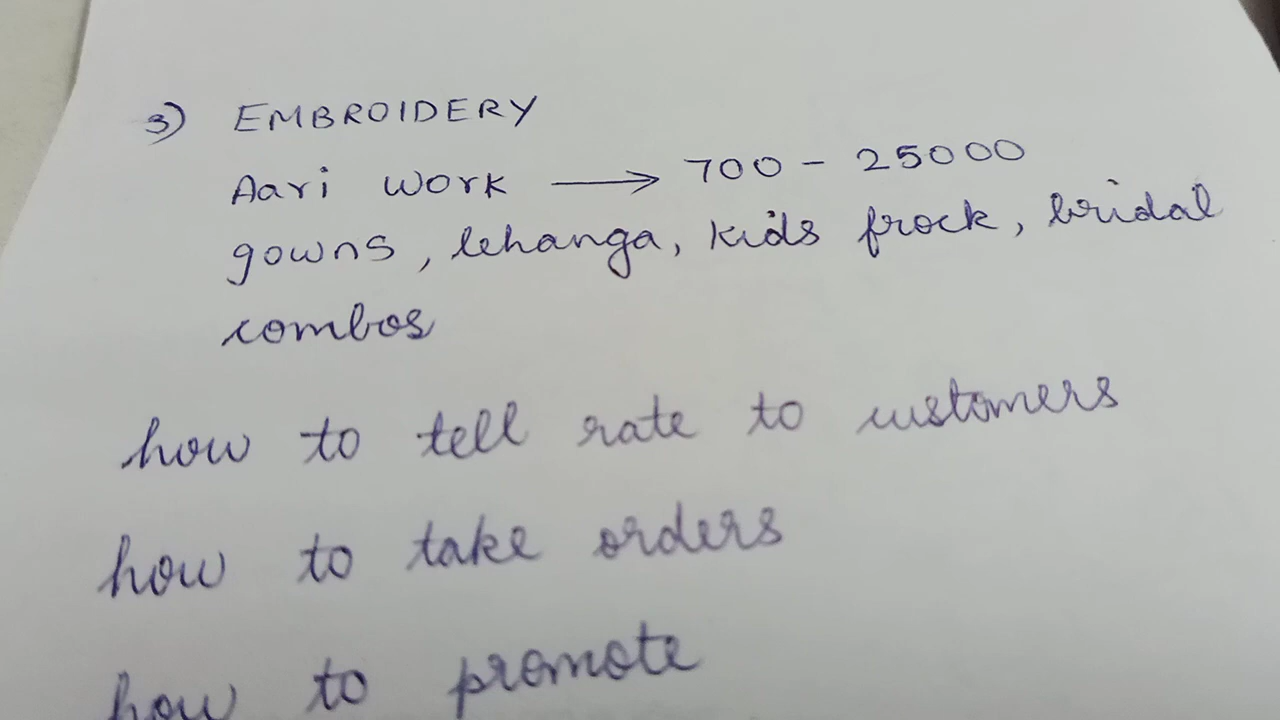 3) EMBROIDERY
Aari work → 700 - 25000
gowns, lehanga, kids frock, bridal
combos
how to tell rate to customers
how to take orders
how to promote